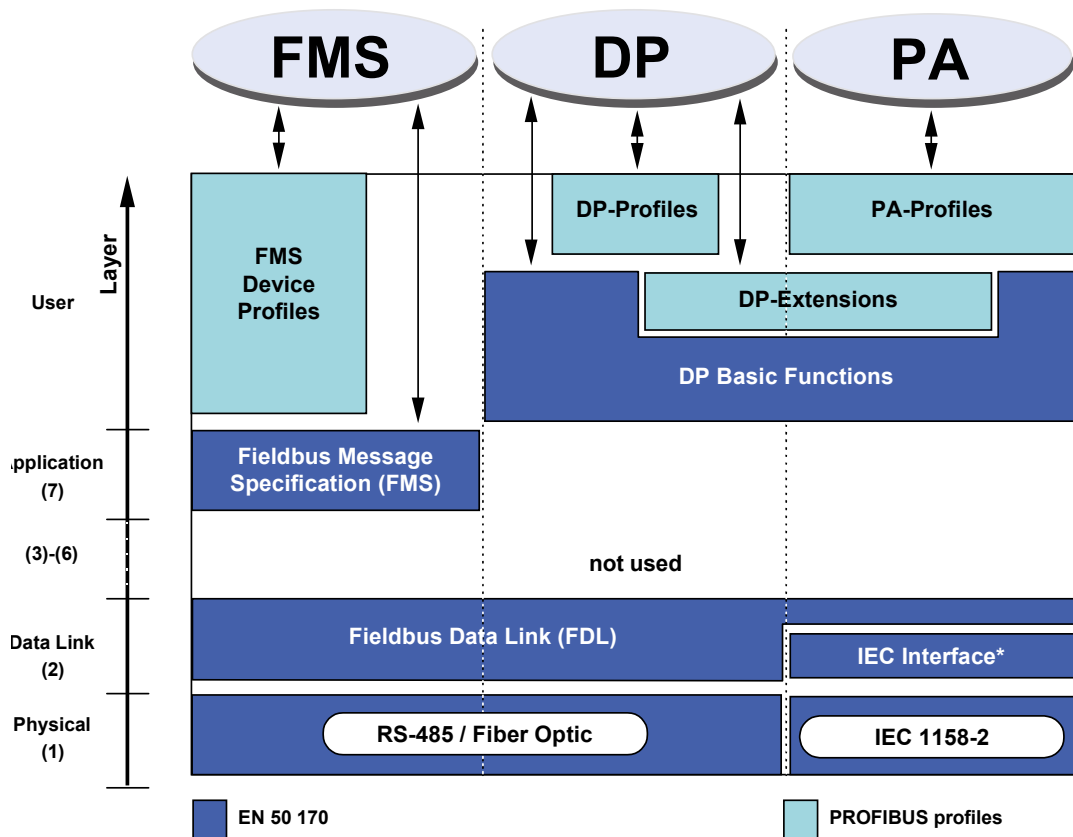 FMS
DP
PA
Layer
User
FMS
Device
Profiles
DP-Profiles
PA-Profiles
DP-Extensions
DP Basic Functions
pplication
(7)
Fieldbus Message
Specification (FMS)
(3)-(6)
not used
Data Link
(2)
Fieldbus Data Link (FDL)
IEC Interface*
Physical
(1)
RS-485 / Fiber Optic
IEC 1158-2
EN 50 170
PROFIBUS profiles